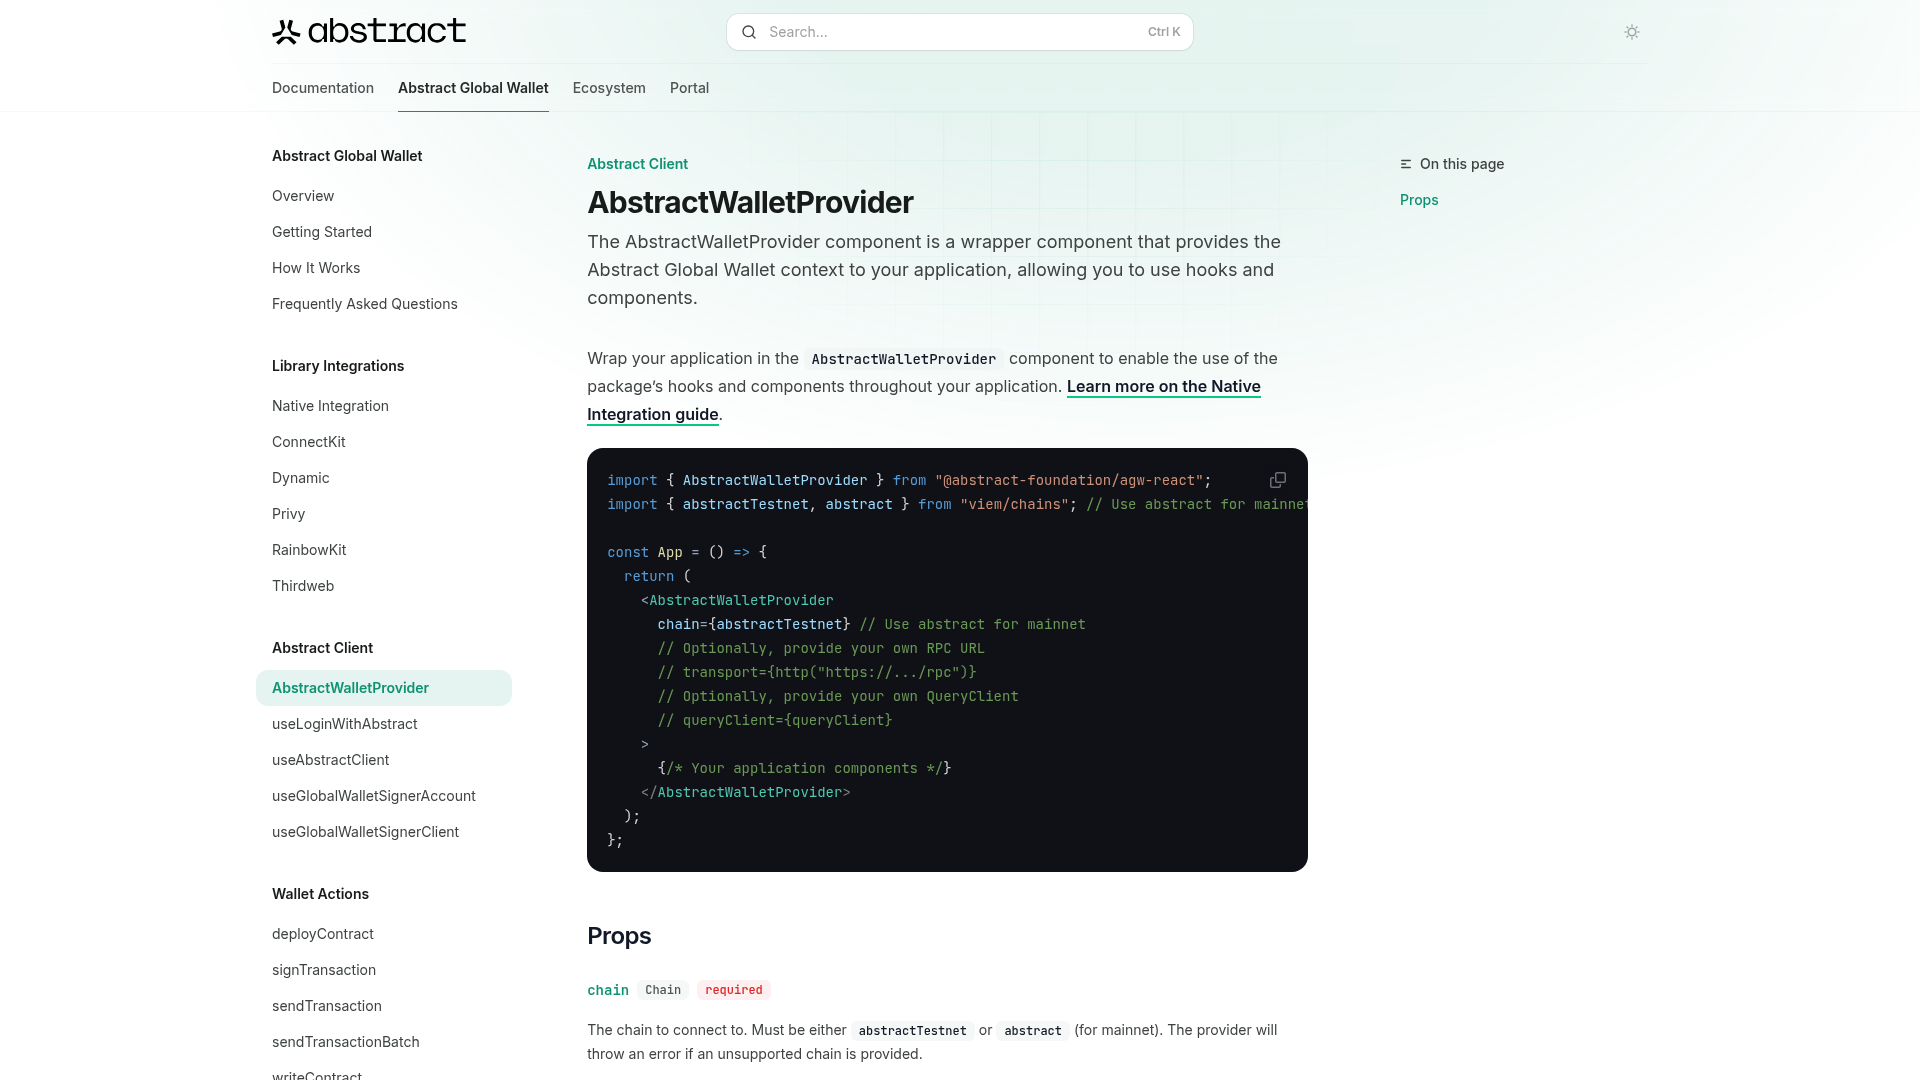 abstract
Search...
Ctrl K
Documentation
Abstract Global Wallet
Ecosystem
Portal
Abstract Global Wallet
Overview
Getting Started
How It Works
Frequently Asked Questions
Library Integrations
Native Integration
ConnectKit
Dynamic
Privy
RainbowKit
Thirdweb
Abstract Client
AbstractWalletProvider
useLoginWithAbstract
useAbstractClient
useGlobalWalletSignerAccount
useGlobalWalletSignerClient
Wallet Actions
deployContract
signTransaction
sendTransaction
sendTransactionBatch
writeContract
Abstract Client
AbstractWalletProvider
The AbstractWalletProvider component is a wrapper component that provides the
Abstract Global Wallet context to your application, allowing you to use hooks and
components.
Wrap your application in the AbstractWalletProvider component to enable the use of the
package's hooks and components throughout your application. Learn more on the Native
Integration guide.
import { AbstractWalletProvider } from "@abstract-foundation/agw-react";
import { abstractTestnet, abstract } from "viem/chains"; // Use abstract for mainnet
const App = () => {
  return (
    <AbstractWalletProvider
      chain={abstractTestnet} // Use abstract for mainnet
      // Optionally, provide your own RPC URL
      // transport={http("https://.../rpc")}
      // Optionally, provide your own QueryClient
      // queryClient={queryClient}
    >
      {/* Your application components */}
    </AbstractWalletProvider>
  );
};
Props
chain Chain required
The chain to connect to. Must be either abstractTestnet or abstract (for mainnet). The provider will
throw an error if an unsupported chain is provided.
On this page
Props